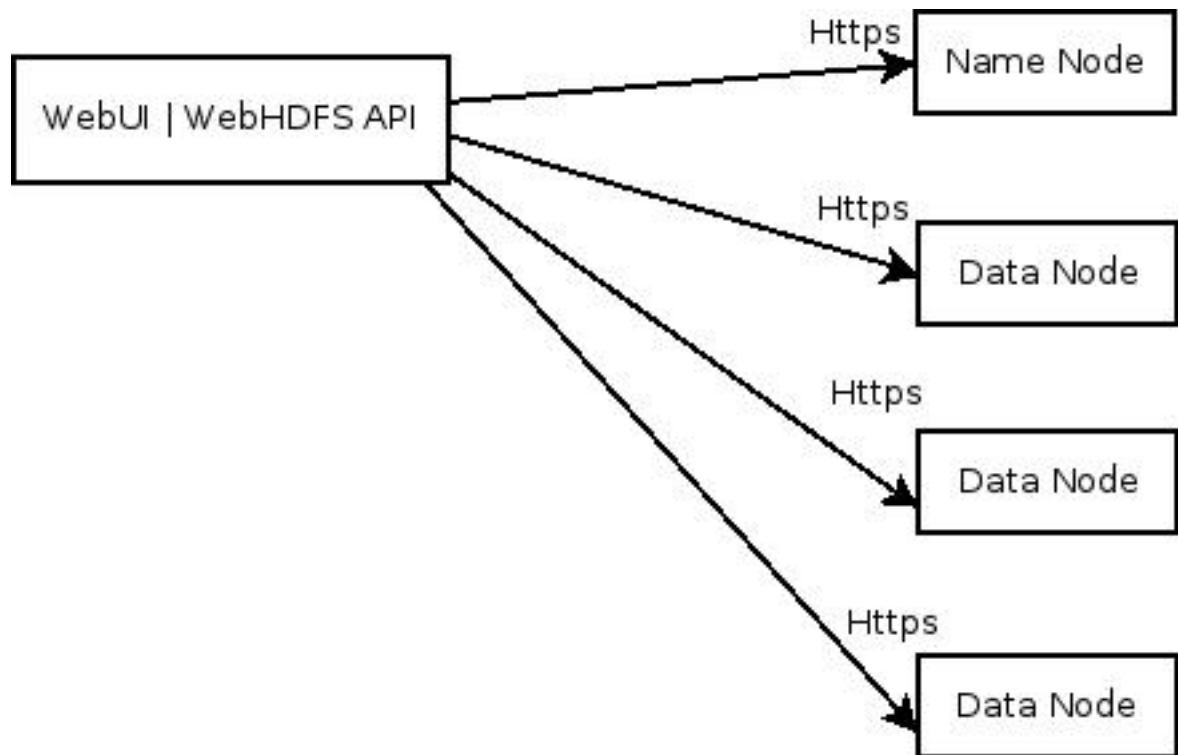 Https
Name Node
WebUI | WebHDFS API
Https
Data Node
Https
Data Node
Https
Data Node